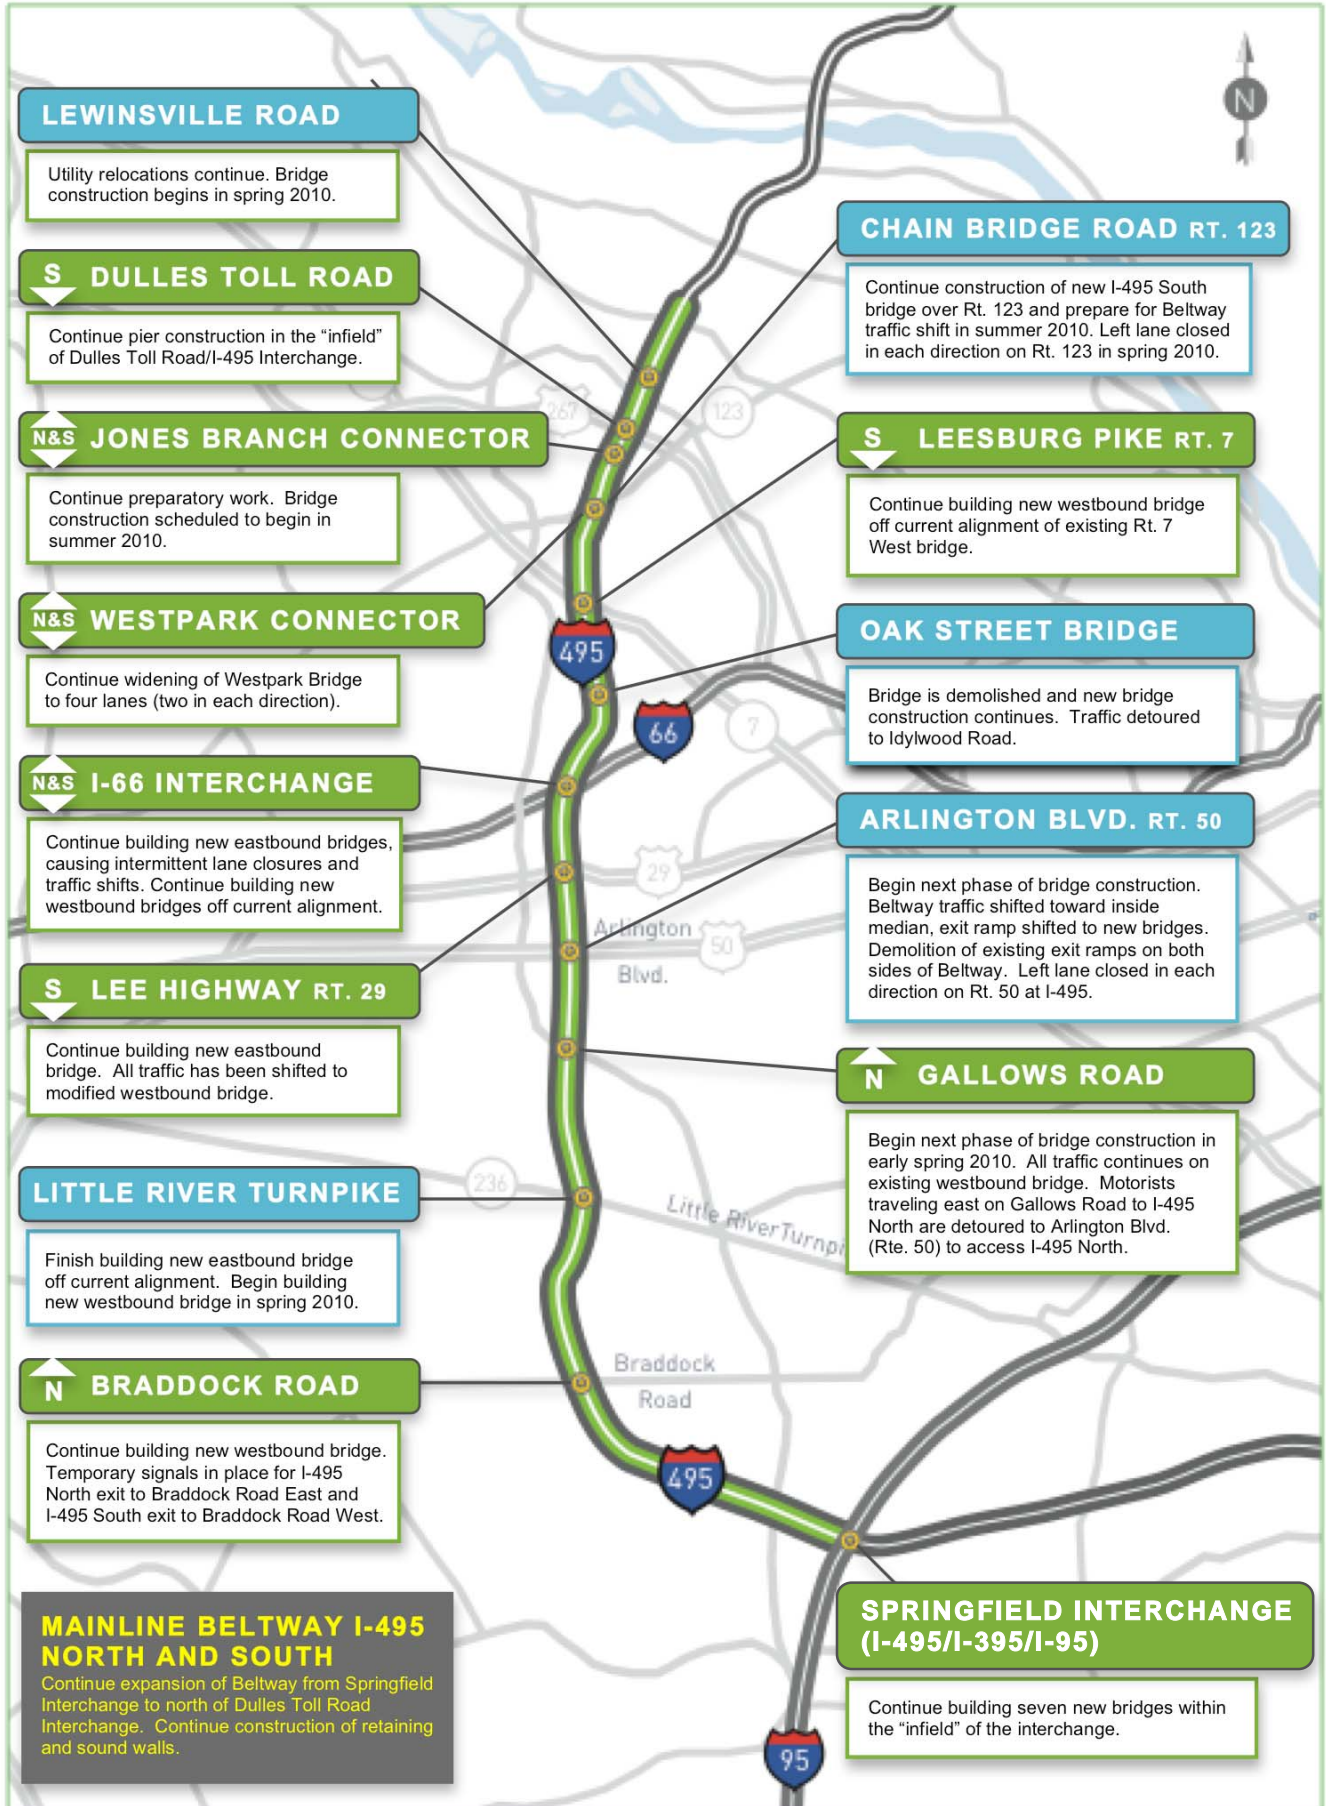 N
LEWINSVILLE ROAD
Utility relocations continue. Bridge
construction begins in spring 2010.
S DULLES TOLL ROAD
Continue pier construction in the “infield”
of Dulles Toll Road/I-495 Interchange.
N&S JONES BRANCH CONNECTOR
Continue preparatory work.  Bridge
construction scheduled to begin in
summer 2010.
N&S WESTPARK CONNECTOR
Continue widening of Westpark Bridge
to four lanes (two in each direction).
N&S I-66 INTERCHANGE
Continue building new eastbound bridges,
causing intermittent lane closures and
traffic shifts. Continue building new
westbound bridges off current alignment.
S LEE HIGHWAY RT. 29
Continue building new eastbound
bridge.  All traffic has been shifted to
modified westbound bridge.
LITTLE RIVER TURNPIKE
Finish building new eastbound bridge
off current alignment.  Begin building
new westbound bridge in spring 2010.
N BRADDOCK ROAD
Continue building new westbound bridge.
Temporary signals in place for I-495
North exit to Braddock Road East and
I-495 South exit to Braddock Road West.
MAINLINE BELTWAY I-495
NORTH AND SOUTH
Continue expansion of Beltway from Springfield
Interchange to north of Dulles Toll Road
Interchange.  Continue construction of retaining
and sound walls.
267
123
495
66
7
29
Arlington
Blvd.
50
236
Little River Turnpi
Braddock
Road
495
95
CHAIN BRIDGE ROAD RT. 123
Continue construction of new I-495 South
bridge over Rt. 123 and prepare for Beltway
traffic shift in summer 2010. Left lane closed
in each direction on Rt. 123 in spring 2010.
S LEESBURG PIKE RT. 7
Continue building new westbound bridge
off current alignment of existing Rt. 7
West bridge.
OAK STREET BRIDGE
Bridge is demolished and new bridge
construction continues.  Traffic detoured
to Idylwood Road.
ARLINGTON BLVD. RT. 50
Begin next phase of bridge construction.
Beltway traffic shifted toward inside
median, exit ramp shifted to new bridges.
Demolition of existing exit ramps on both
sides of Beltway.  Left lane closed in each
direction on Rt. 50 at I-495.
N GALLOWS ROAD
Begin next phase of bridge construction in
early spring 2010.  All traffic continues on
existing westbound bridge.  Motorists
traveling east on Gallows Road to I-495
North are detoured to Arlington Blvd.
(Rte. 50) to access I-495 North.
SPRINGFIELD INTERCHANGE
(I-495/I-395/I-95)
Continue building seven new bridges within
the “infield” of the interchange.